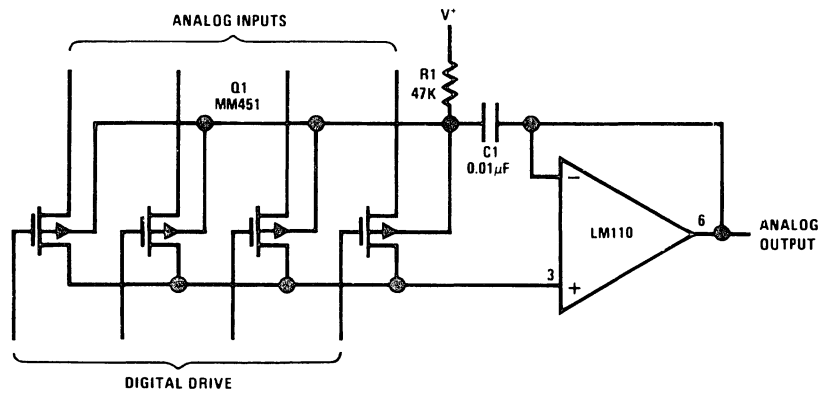 ANALOG INPUTS
V+
Q1
MM451
R1
47K
C1
0.01µF
−
LM110
6
ANALOG
OUTPUT
3
+
DIGITAL DRIVE